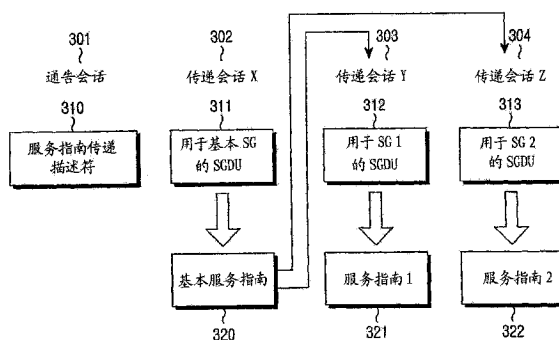 301
302
303
304
通告会话
传递会话 X
传递会话 Y
传递会话 Z
310
311
312
313
服务指南传递
描述符
用于基本 SG
的 SGDU
用于 SG 1
的 SGDU
用于 SG 2
的 SGDU
基本服务指南
服务指南 1
服务指南 2
320
321
322